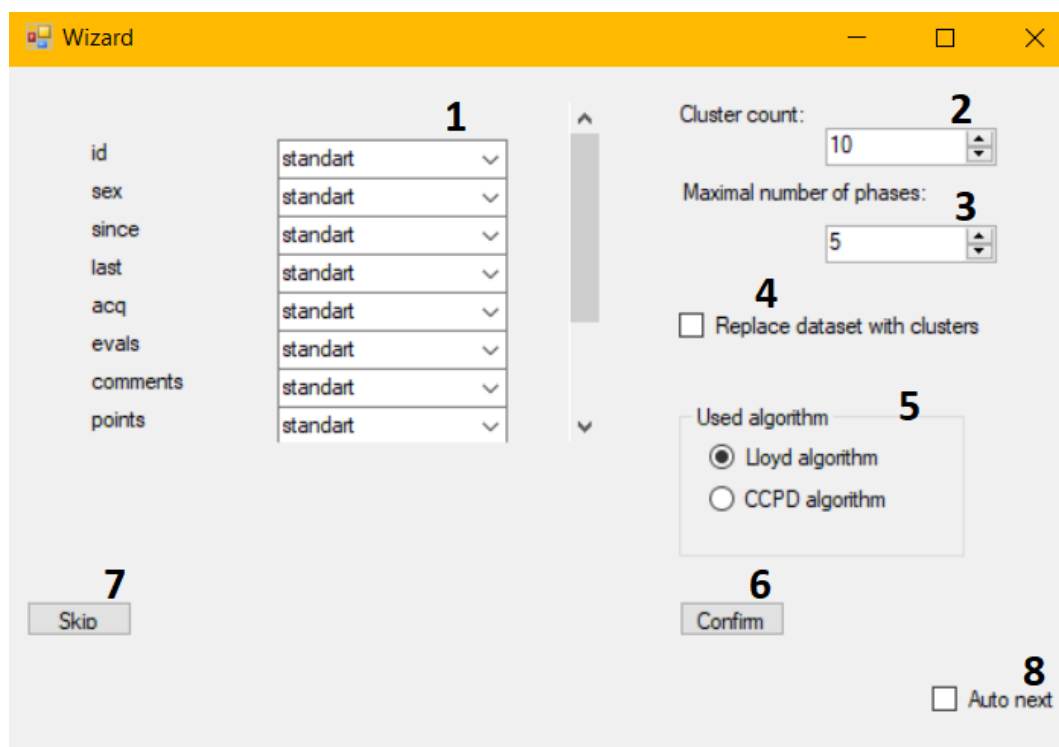 Wizard
1
id standart
sex standart
since standart
last standart
acq standart
evals standart
comments standart
points standart
Cluster count: 2
10
Maximal number of phases: 3
5
4
Replace dataset with clusters
Used algorithm 5
Lloyd algorithm
CCPD algorithm
7
Skip
6
Confirm
8
Auto next